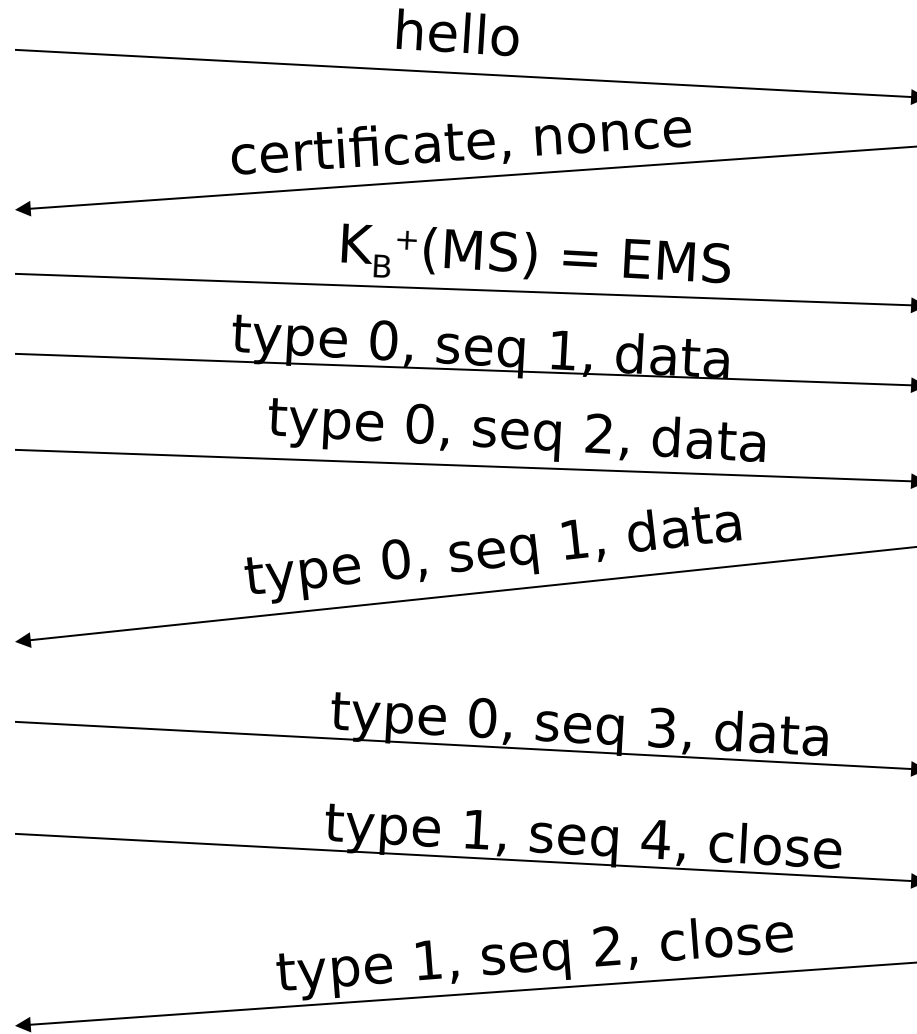 hello
certificate, nonce
K_B^+(MS) = EMS
type 0, seq 1, data
type 0, seq 2, data
type 0, seq 1, data
type 0, seq 3, data
type 1, seq 4, close
type 1, seq 2, close